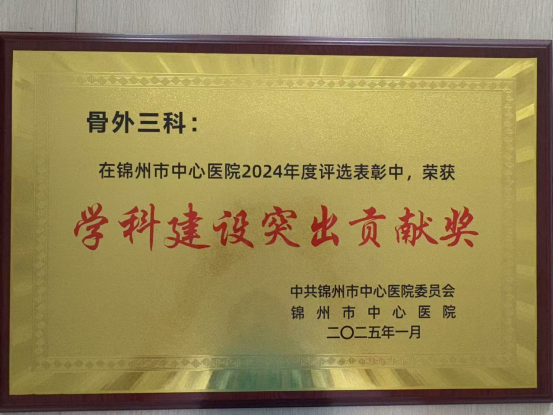 骨外三科：
在锦州市中心医院2024年度评选表彰中，荣获
学科建设突出贡献奖
中共锦州市中心医院委员会
锦州市中心医院
二〇二五年一月